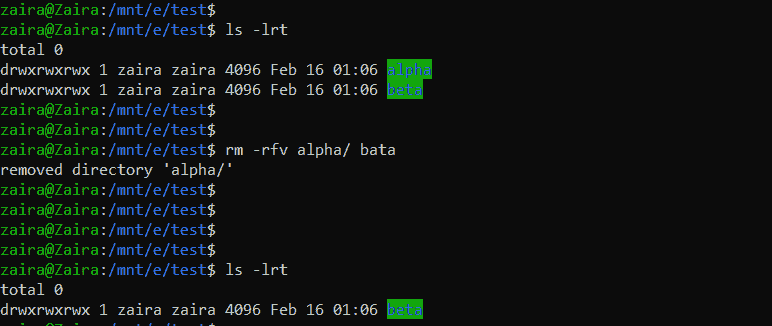 zaira@Zaira:/mnt/e/test$
zaira@Zaira:/mnt/e/test$ ls -lrt
total 0
drwxrwxrwx 1 zaira zaira 4096 Feb 16 01:06 alpha
drwxrwxrwx 1 zaira zaira 4096 Feb 16 01:06 beta
zaira@Zaira:/mnt/e/test$
zaira@Zaira:/mnt/e/test$
zaira@Zaira:/mnt/e/test$ rm -rfv alpha/ bata
removed directory 'alpha/'
zaira@Zaira:/mnt/e/test$
zaira@Zaira:/mnt/e/test$
zaira@Zaira:/mnt/e/test$
zaira@Zaira:/mnt/e/test$
zaira@Zaira:/mnt/e/test$ ls -lrt
total 0
drwxrwxrwx 1 zaira zaira 4096 Feb 16 01:06 beta
zaira@Zaira:/mnt/e/test$